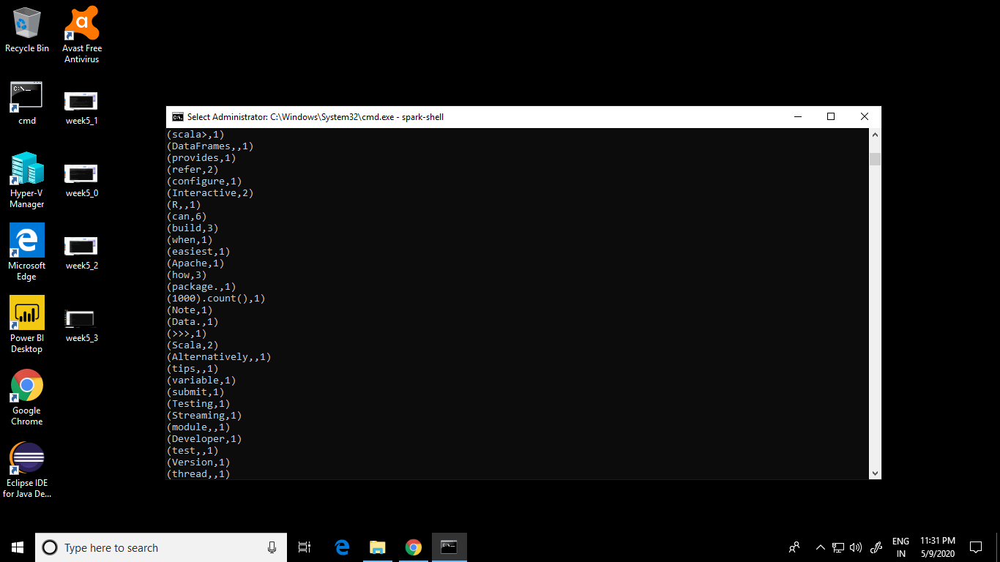 Recycle Bin
Avast Free
Antivirus
cmd
week5_1
Hyper-V
Manager
week5_0
Microsoft
Edge
week5_2
Power BI
Desktop
week5_3
Google
Chrome
Eclipse IDE
for Java De...
Select Administrator: C:\Windows\System32\cmd.exe - spark-shell
(scala>,1)
(DataFrames,,1)
(provides,1)
(refer,2)
(configure,1)
(Interactive,2)
(R,,1)
(can,6)
(build,3)
(when,1)
(easiest,1)
(Apache,1)
(how,3)
(package.,1)
(1000).count(),1)
(Note,1)
(Data.,1)
(>>>,1)
(Scala,2)
(Alternatively,,1)
(tips,,1)
(variable,1)
(submit,1)
(Testing,1)
(Streaming,1)
(module,,1)
(Developer,1)
(test,,1)
(Version,1)
(thread,,1)
Type here to search
ENG
IN
11:31 PM
5/9/2020